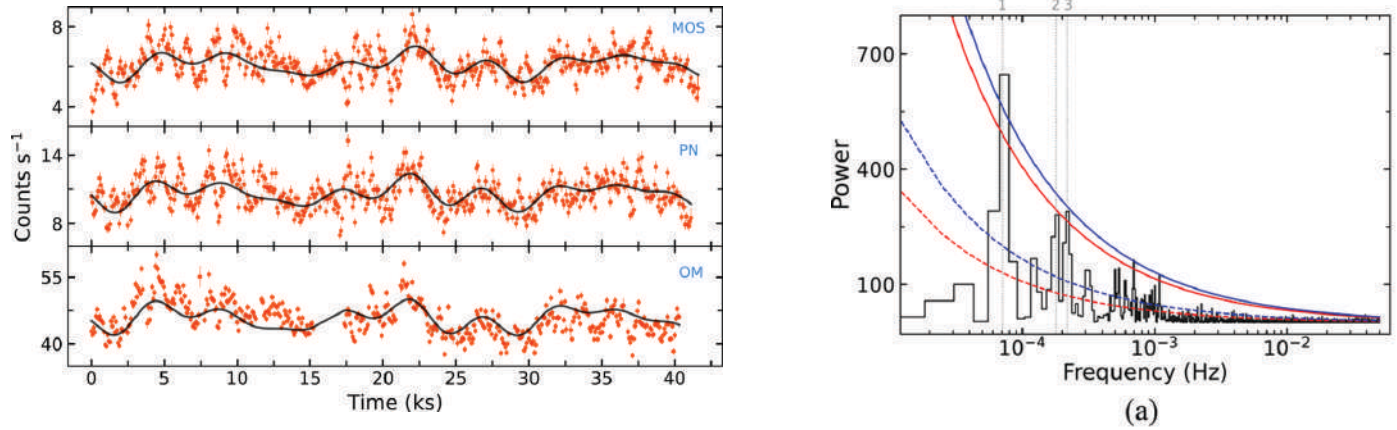 8
MOS
4
14
PN
8
Counts s⁻¹
55
OM
40
0 5 10 15 20 25 30 35 40
Time (ks)
1 2 3
700
400
100
Power
10⁻⁴ 10⁻³ 10⁻²
Frequency (Hz)
(a)